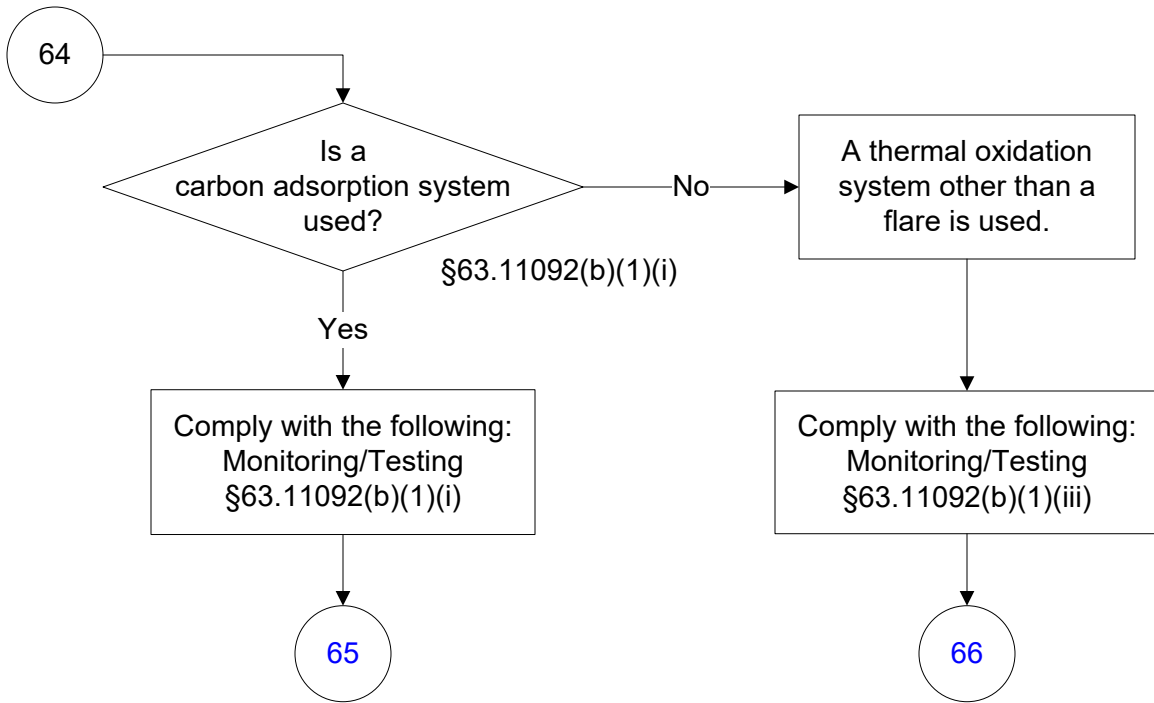 64
Is a
carbon adsorption system
used?
No
A thermal oxidation
system other than a
flare is used.
§63.11092(b)(1)(i)
Yes
Comply with the following:
Monitoring/Testing
§63.11092(b)(1)(i)
Comply with the following:
Monitoring/Testing
§63.11092(b)(1)(iii)
65
66